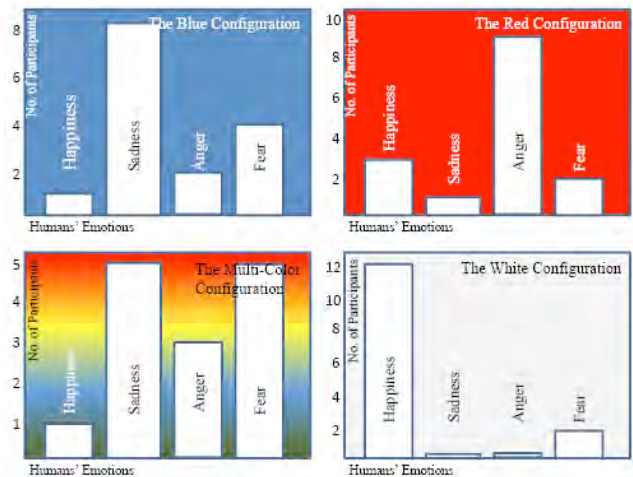 The Blue Configuration
No. of Participants
8
6
4
2
Happiness
Sadness
Anger
Fear
Humans' Emotions
The Red Configuration
No. of Participants
10
8
6
4
2
Happiness
Sadness
Anger
Fear
Humans' Emotions
The Multi-Color
Configuration
No. of Participants
5
4
3
2
1
Happiness
Sadness
Anger
Fear
Humans' Emotions
The White Configuration
No. of Participants
12
10
8
6
4
2
Happiness
Sadness
Anger
Fear
Humans' Emotions